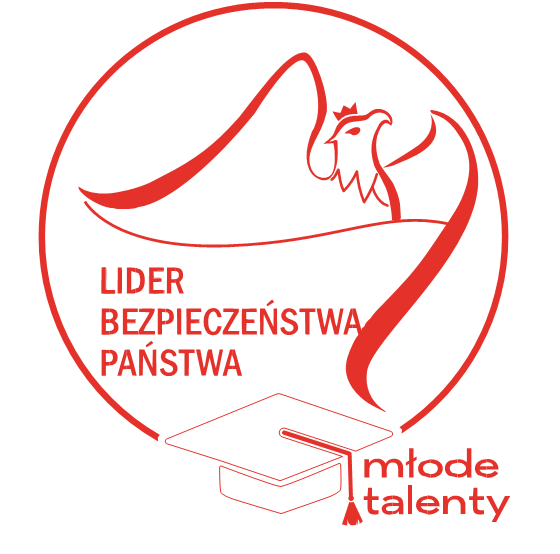 LIDER
BEZPIECZEŃSTWA
PAŃSTWA
młode
talenty